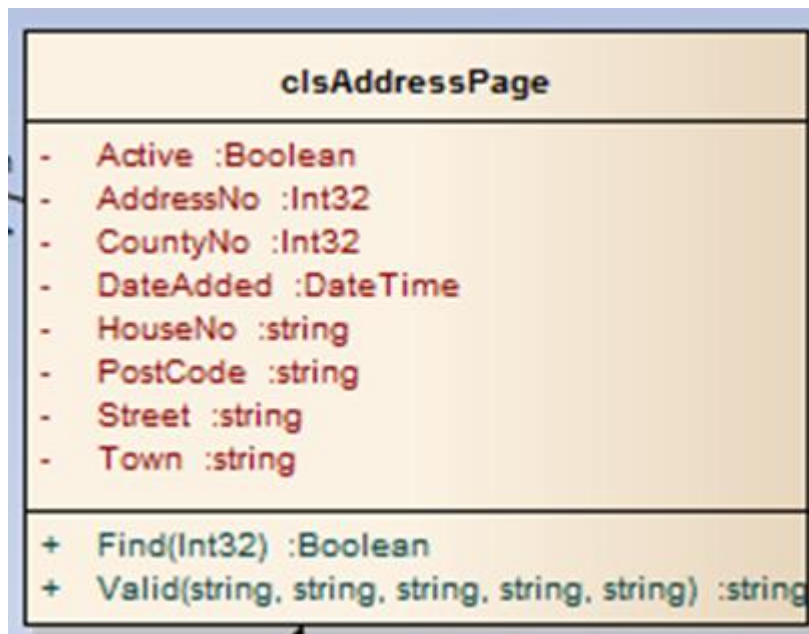 clsAddressPage
- Active :Boolean
- AddressNo :Int32
- CountyNo :Int32
- DateAdded :DateTime
- HouseNo :string
- PostCode :string
- Street :string
- Town :string
+ Find(Int32) :Boolean
+ Valid(string, string, string, string, string) :string